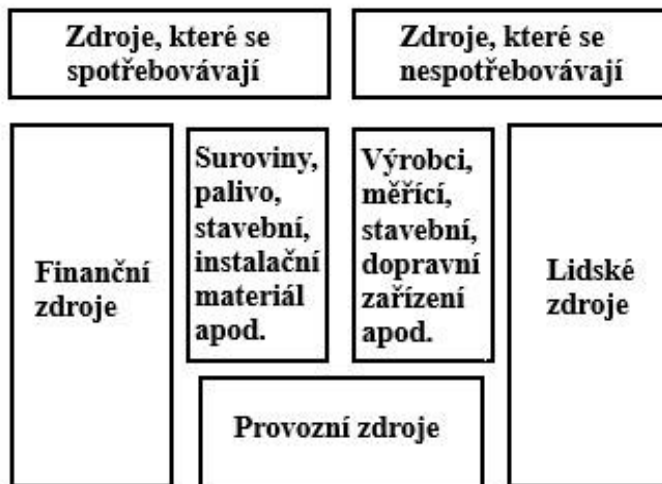 Zdroje, které se
spotřebovávají
Zdroje, které se
nespotřebovávají
Finanční
zdroje
Suroviny,
palivo,
stavební,
instalační
materiál
apod.
Výrobci,
měřící,
stavební,
dopravní
zařízení
apod.
Lidské
zdroje
Provozní zdroje